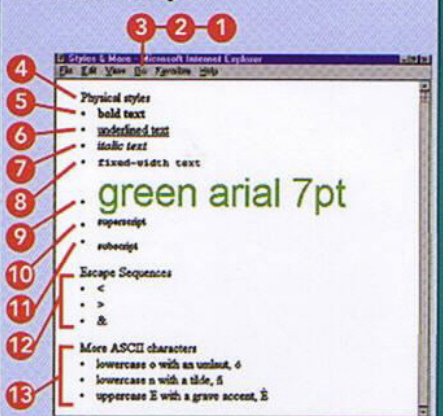 3 2 1
Styles & More - Microsoft Internet Explorer
File Edit View Go Favorites Help
4 Physical styles
5 • bold text
6 • underlined text
7 • italic text
8 • fixed-width text
9 • green arial 7pt
10 • superscript
11 • subscript
12 Escape Sequences
• <
• >
• &
13 More ASCII characters
• lowercase o with an umlaut, ó
• lowercase n with a tilde, ñ
• uppercase E with a grave accent, È